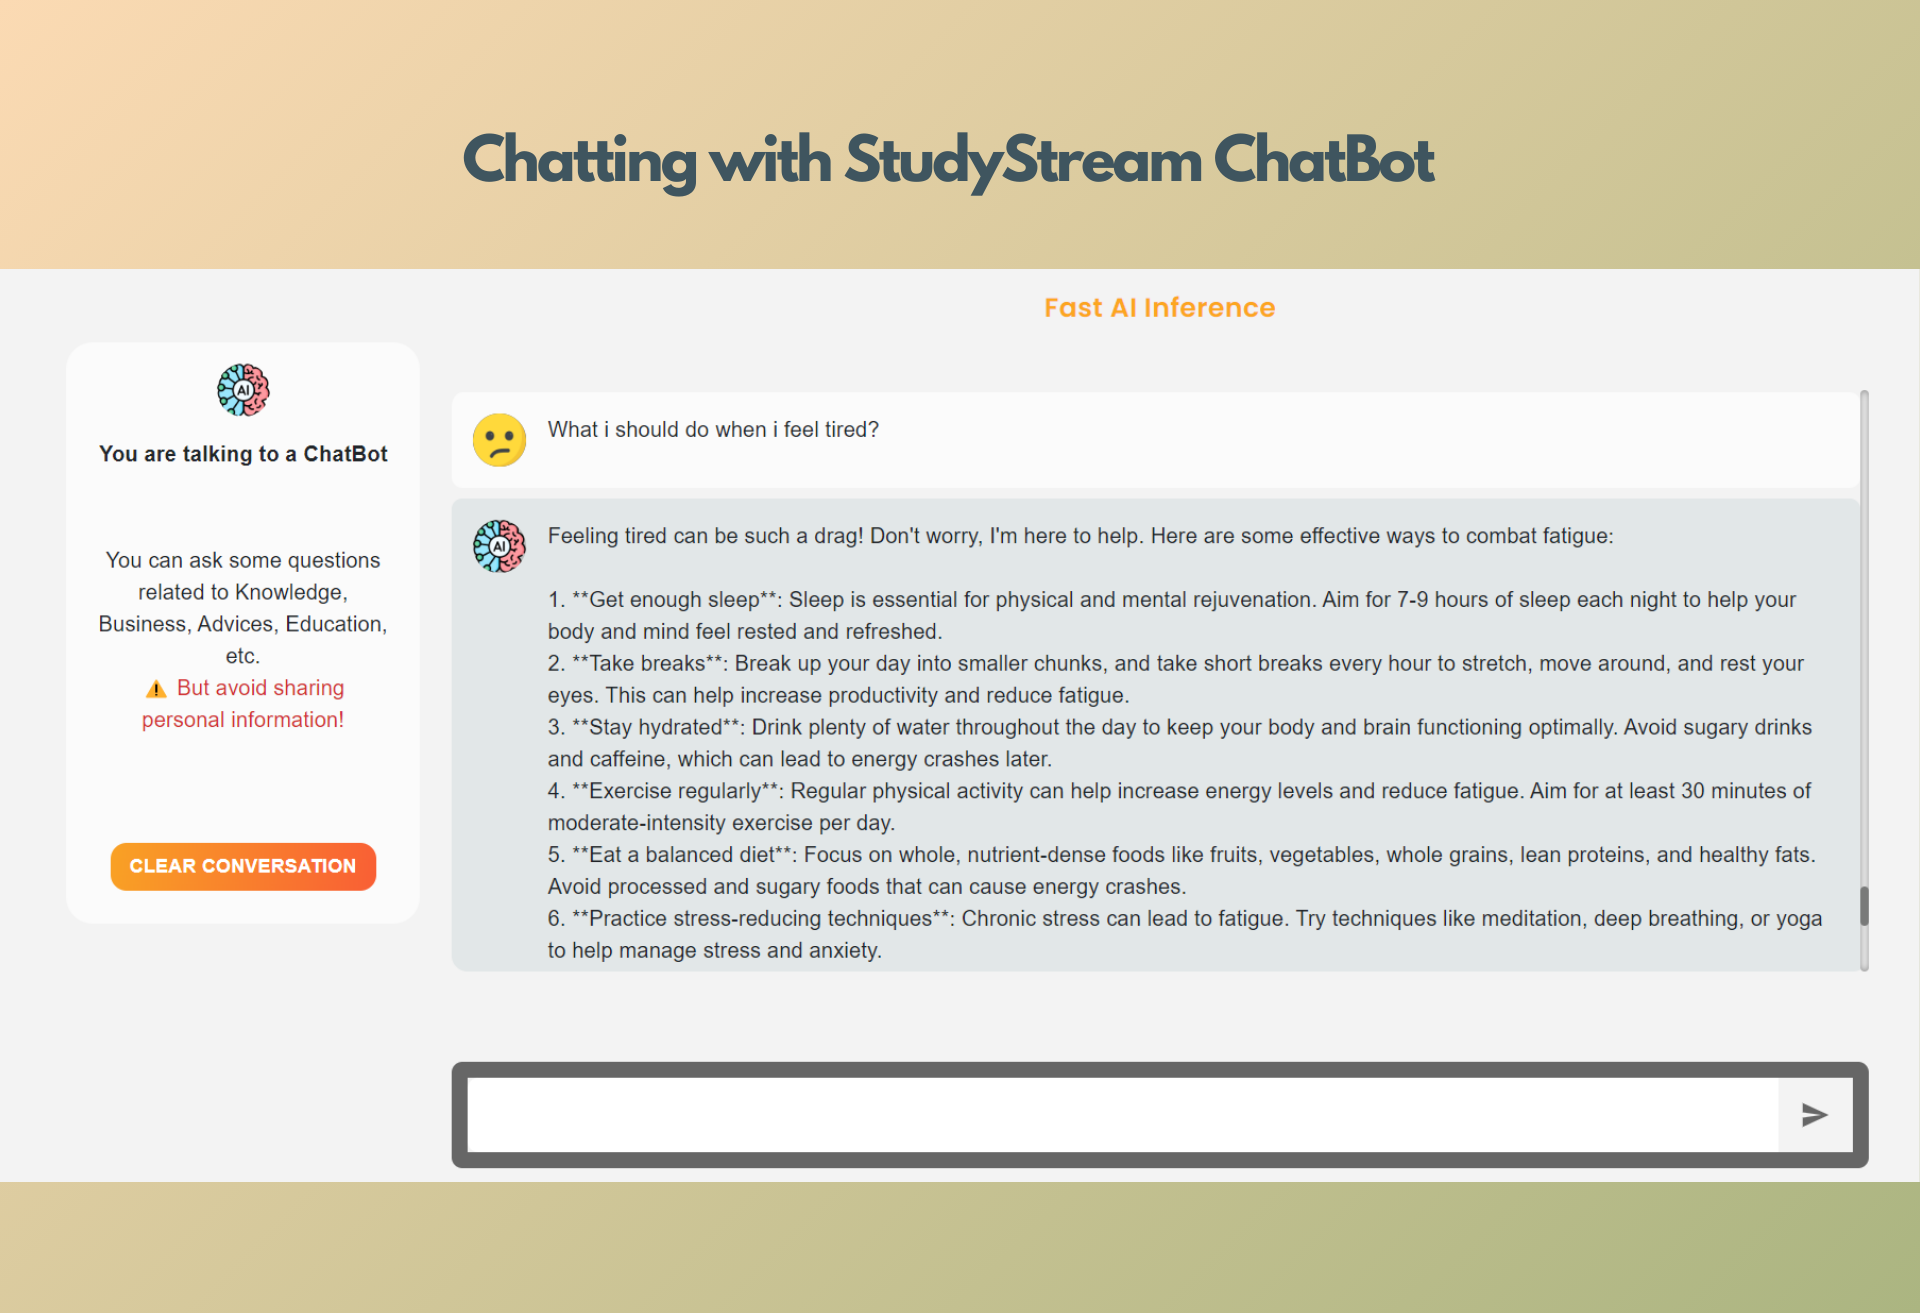 Chatting with StudyStream ChatBot
Fast AI Inference
AI
You are talking to a ChatBot
You can ask some questions
related to Knowledge,
Business, Advices, Education,
etc.
⚠ But avoid sharing
personal information!
CLEAR CONVERSATION
What i should do when i feel tired?
AI
Feeling tired can be such a drag! Don't worry, I'm here to help. Here are some effective ways to combat fatigue:
1. **Get enough sleep**: Sleep is essential for physical and mental rejuvenation. Aim for 7-9 hours of sleep each night to help your
body and mind feel rested and refreshed.
2. **Take breaks**: Break up your day into smaller chunks, and take short breaks every hour to stretch, move around, and rest your
eyes. This can help increase productivity and reduce fatigue.
3. **Stay hydrated**: Drink plenty of water throughout the day to keep your body and brain functioning optimally. Avoid sugary drinks
and caffeine, which can lead to energy crashes later.
4. **Exercise regularly**: Regular physical activity can help increase energy levels and reduce fatigue. Aim for at least 30 minutes of
moderate-intensity exercise per day.
5. **Eat a balanced diet**: Focus on whole, nutrient-dense foods like fruits, vegetables, whole grains, lean proteins, and healthy fats.
Avoid processed and sugary foods that can cause energy crashes.
6. **Practice stress-reducing techniques**: Chronic stress can lead to fatigue. Try techniques like meditation, deep breathing, or yoga
to help manage stress and anxiety.